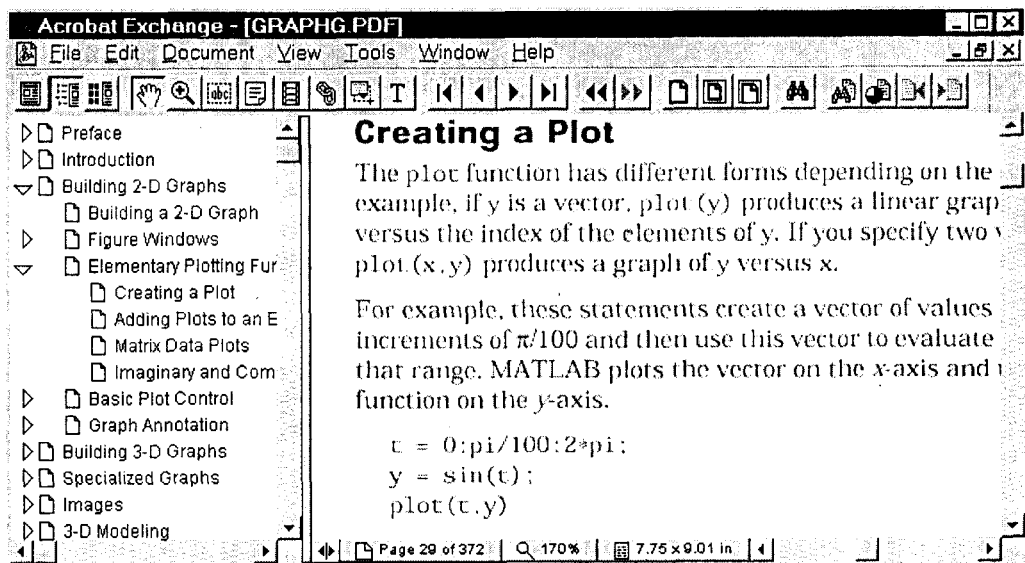 Acrobat Exchange - [GRAPHG.PDF]
File Edit Document View Tools Window Help
Preface
Introduction
Building 2-D Graphs
Building a 2-D Graph
Figure Windows
Elementary Plotting Fur
Creating a Plot
Adding Plots to an E
Matrix Data Plots
Imaginary and Com
Basic Plot Control
Graph Annotation
Building 3-D Graphs
Specialized Graphs
Images
3-D Modeling
Creating a Plot
The plot function has different forms depending on the
example, if y is a vector, plot(y) produces a linear grap
versus the index of the elements of y. If you specify two
plot(x,y) produces a graph of y versus x.
For example, these statements create a vector of values
increments of π/100 and then use this vector to evaluate
that range. MATLAB plots the vector on the x-axis and
function on the y-axis.
t = 0:pi/100:2*pi;
y = sin(t);
plot(t,y)
Page 29 of 372 170% 7.75 x 9.01 in